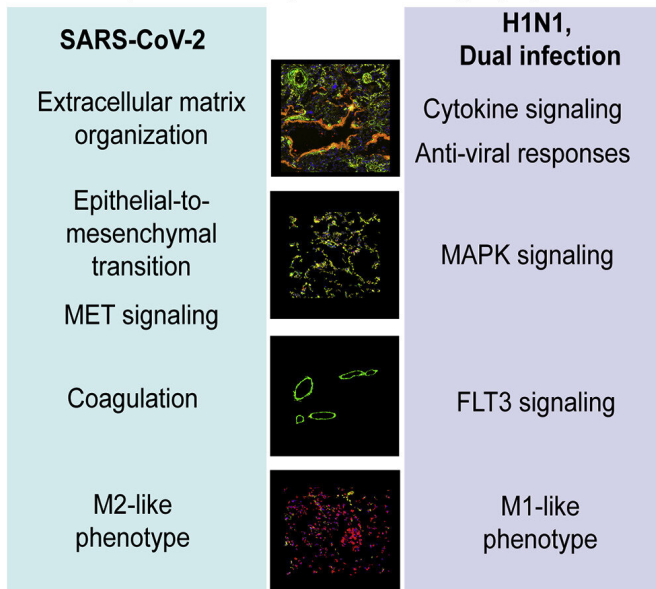 SARS-CoV-2
Extracellular matrix
organization
Epithelial-to-
mesenchymal
transition
MET signaling
Coagulation
M2-like
phenotype
H1N1,
Dual infection
Cytokine signaling
Anti-viral responses
MAPK signaling
FLT3 signaling
M1-like
phenotype